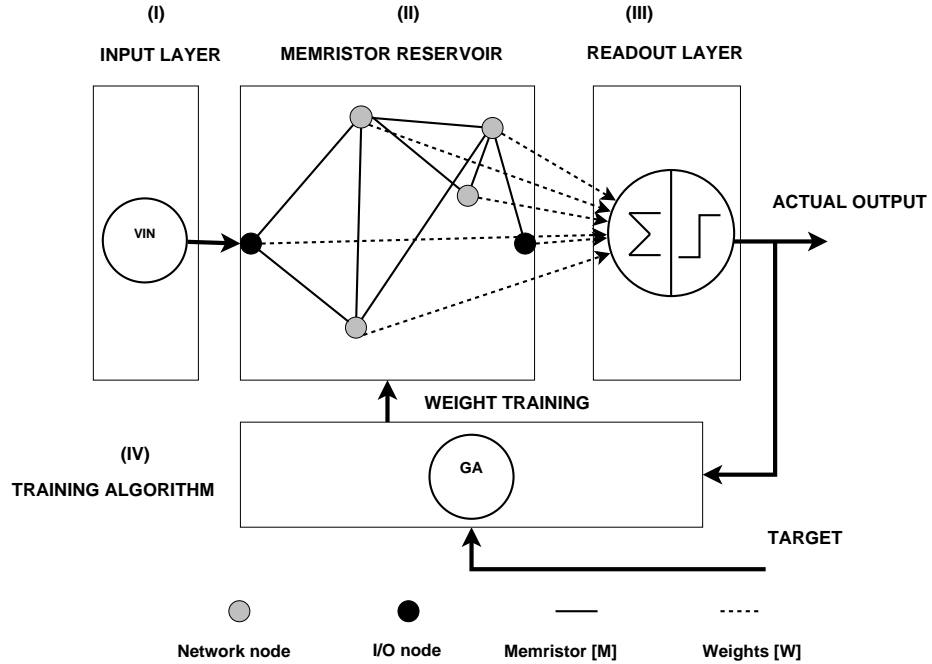 (I)
(II)
(III)
INPUT LAYER
MEMRISTOR RESERVOIR
READOUT LAYER
VIN
Σ
ACTUAL OUTPUT
WEIGHT TRAINING
(IV)
TRAINING ALGORITHM
GA
TARGET
Network node
I/O node
Memristor [M]
Weights [W]